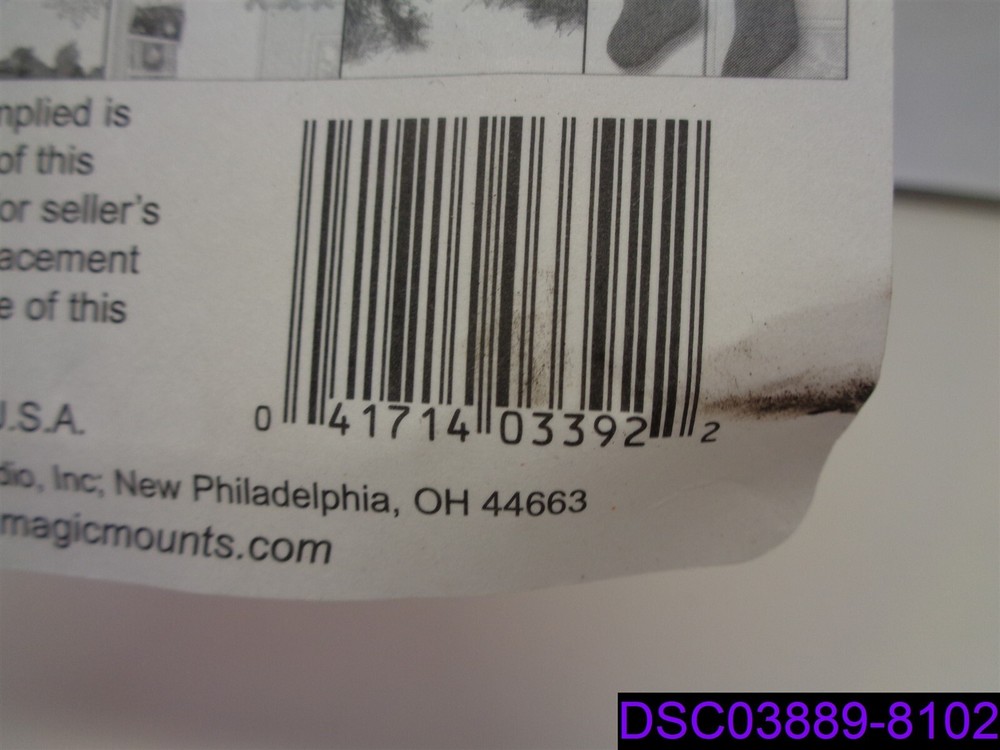 mplied is
of this
or seller's
acement
e of this
U.S.A.
0 41714 03392 2
dio, Inc; New Philadelphia, OH 44663
magicmounts.com
DSC03889-8102